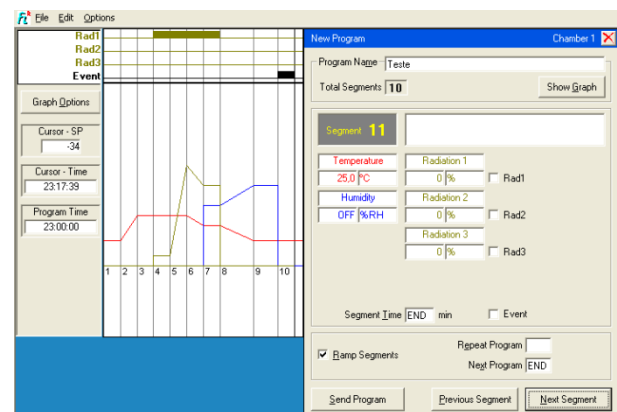 File Edit Options
Rad1
Rad2
Rad3
Event
Graph Options
Cursor - SP
-34
Cursor - Time
23:17:39
Program Time
23:00:00
1 2 3 4 5 6 7 8 9 10
New Program Chamber 1
Program Name Teste
Total Segments 10 Show Graph
Segment 11
Temperature Radiation 1
25,0 ºC 0 % Rad1
Humidity Radiation 2
OFF %RH 0 % Rad2
Radiation 3
0 % Rad3
Segment Time END min Event
Ramp Segments
Repeat Program
Next Program END
Send Program Previous Segment Next Segment